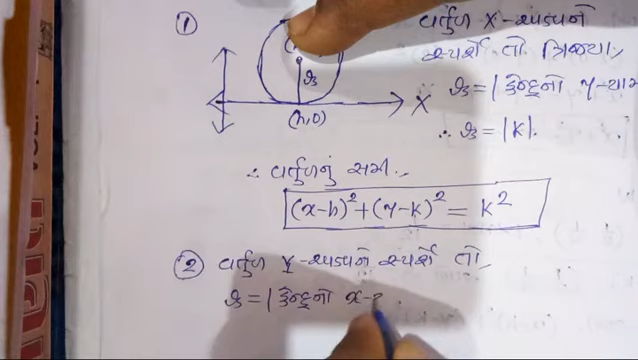 ① વર્તુળ X-અક્ષને
સ્પર્શે તો ત્રિજ્યા,
r = | કેન્દ્રનો y-યામ
∴ r = |k|.
r
X
(h,0)
∴ વર્તુળનું સમી.,
(x-h)² + (y-k)² = k²
② વર્તુળ Y-અક્ષને સ્પર્શે તો,
r = | કેન્દ્રનો x-